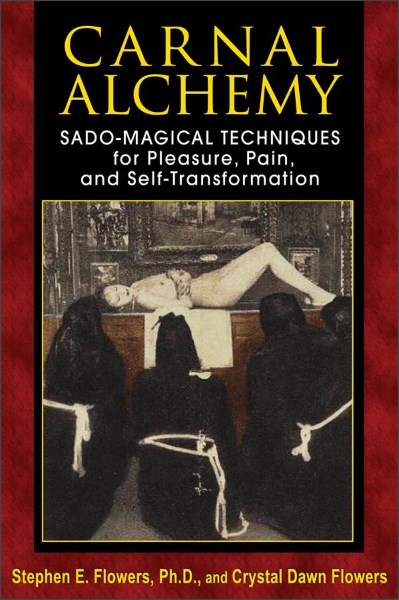 CARNAL
ALCHEMY
SADO-MAGICAL TECHNIQUES
for Pleasure, Pain,
and Self-Transformation
Stephen E. Flowers, Ph.D., and Crystal Dawn Flowers